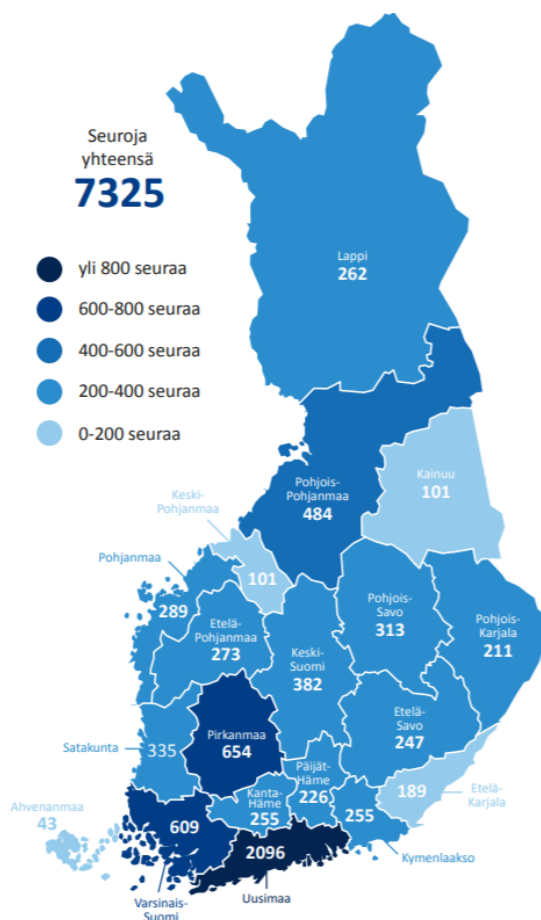 Seuroja
yhteensä
7325
yli 800 seuraa
600-800 seuraa
400-600 seuraa
200-400 seuraa
0-200 seuraa
Lappi
262
Pohjois-
Pohjanmaa
484
Kainuu
101
Keski-
Pohjanmaa
101
Pohjanmaa
289
Etelä-
Pohjanmaa
273
Keski-
Suomi
382
Pohjois-
Savo
313
Pohjois-
Karjala
211
Etelä-
Savo
247
Satakunta
335
Pirkanmaa
654
Päijät-
Häme
226
Kanta-
Häme
255
255
Kymenlaakso
189
Etelä-
Karjala
Ahvenanmaa
43
609
Varsinais-
Suomi
2096
Uusimaa